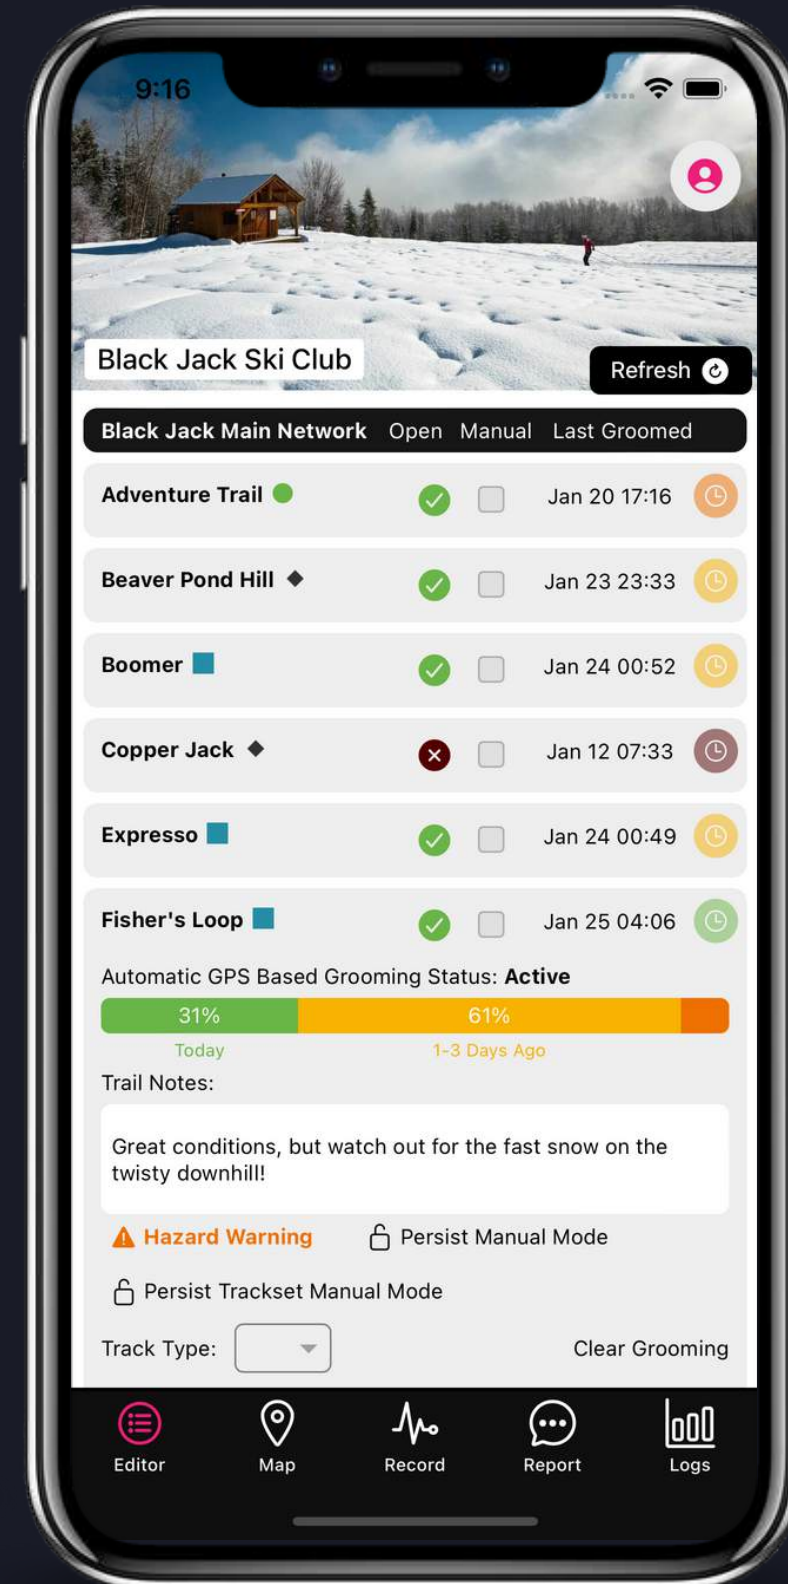 9:16
Black Jack Ski Club
Refresh
Black Jack Main Network Open Manual Last Groomed
Adventure Trail Jan 20 17:16
Beaver Pond Hill Jan 23 23:33
Boomer Jan 24 00:52
Copper Jack Jan 12 07:33
Expresso Jan 24 00:49
Fisher's Loop Jan 25 04:06
Automatic GPS Based Grooming Status: Active
31% 61%
Today 1-3 Days Ago
Trail Notes:
Great conditions, but watch out for the fast snow on the
twisty downhill!
Hazard Warning Persist Manual Mode
Persist Trackset Manual Mode
Track Type: Clear Grooming
Editor Map Record Report Logs